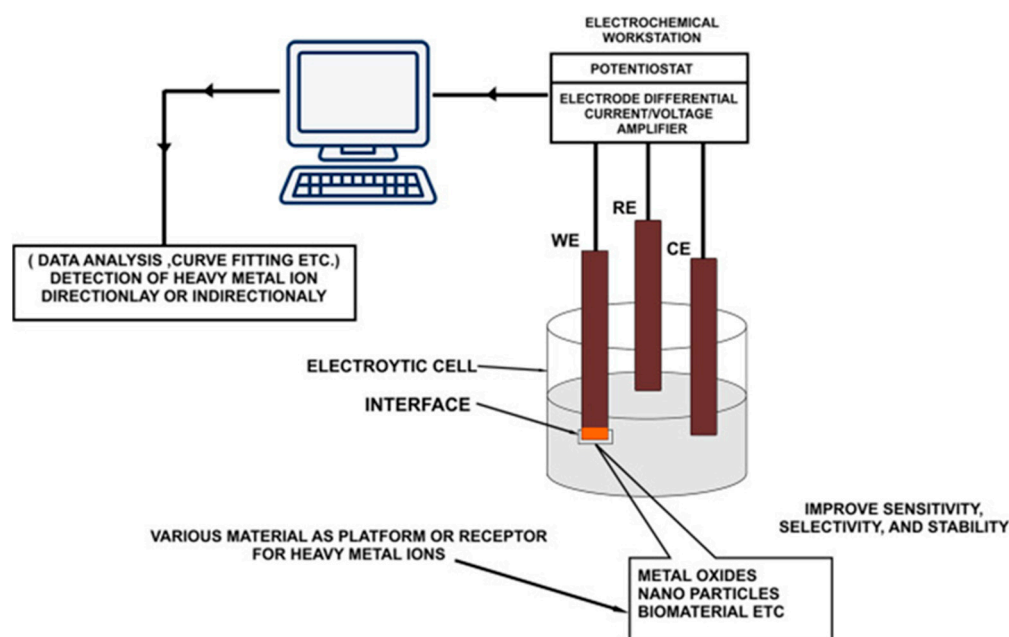 ELECTROCHEMICAL
WORKSTATION
POTENTIOSTAT
ELECTRODE DIFFERENTIAL
CURRENT/VOLTAGE
AMPLIFIER
RE
WE
CE
( DATA ANALYSIS ,CURVE FITTING ETC.)
DETECTION OF HEAVY METAL ION
DIRECTIONLAY OR INDIRECTIONALY
ELECTROYTIC CELL
INTERFACE
IMPROVE SENSITIVITY,
SELECTIVITY, AND STABILITY
VARIOUS MATERIAL AS PLATFORM OR RECEPTOR
FOR HEAVY METAL IONS
METAL OXIDES
NANO PARTICLES
BIOMATERIAL ETC